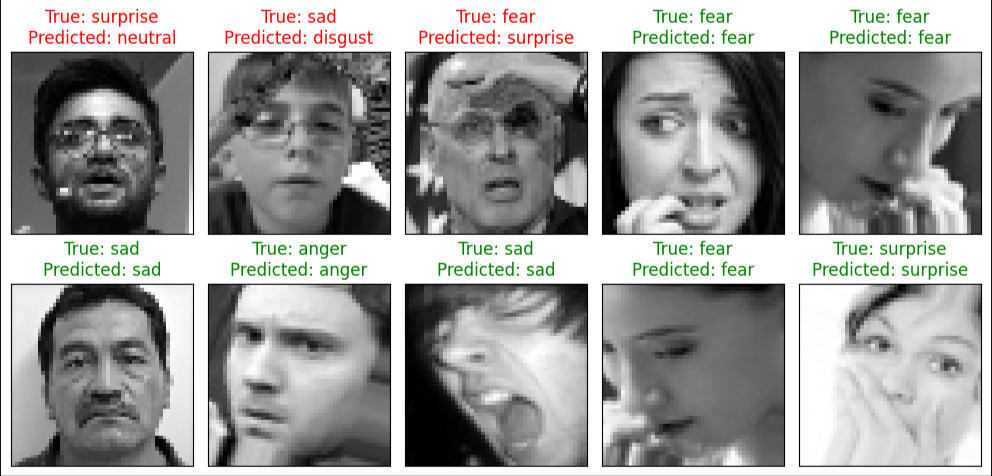 True: surprise
Predicted: neutral
True: sad
Predicted: disgust
True: fear
Predicted: surprise
True: fear
Predicted: fear
True: fear
Predicted: fear
True: sad
Predicted: sad
True: anger
Predicted: anger
True: sad
Predicted: sad
True: fear
Predicted: fear
True: surprise
Predicted: surprise